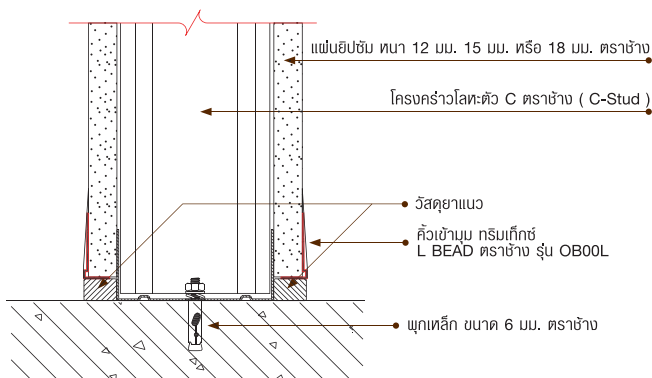 แผ่นยิปซัม หนา 12 มม. 15 มม. หรือ 18 มม. ตราช้าง
โครงคร่าวโลหะตัว C ตราช้าง ( C-Stud )
วัสดุยาแนว
คิ้วเข้ามุม ทริมเท็กซ์
L BEAD ตราช้าง รุ่น OB00L
พุกเหล็ก ขนาด 6 มม. ตราช้าง